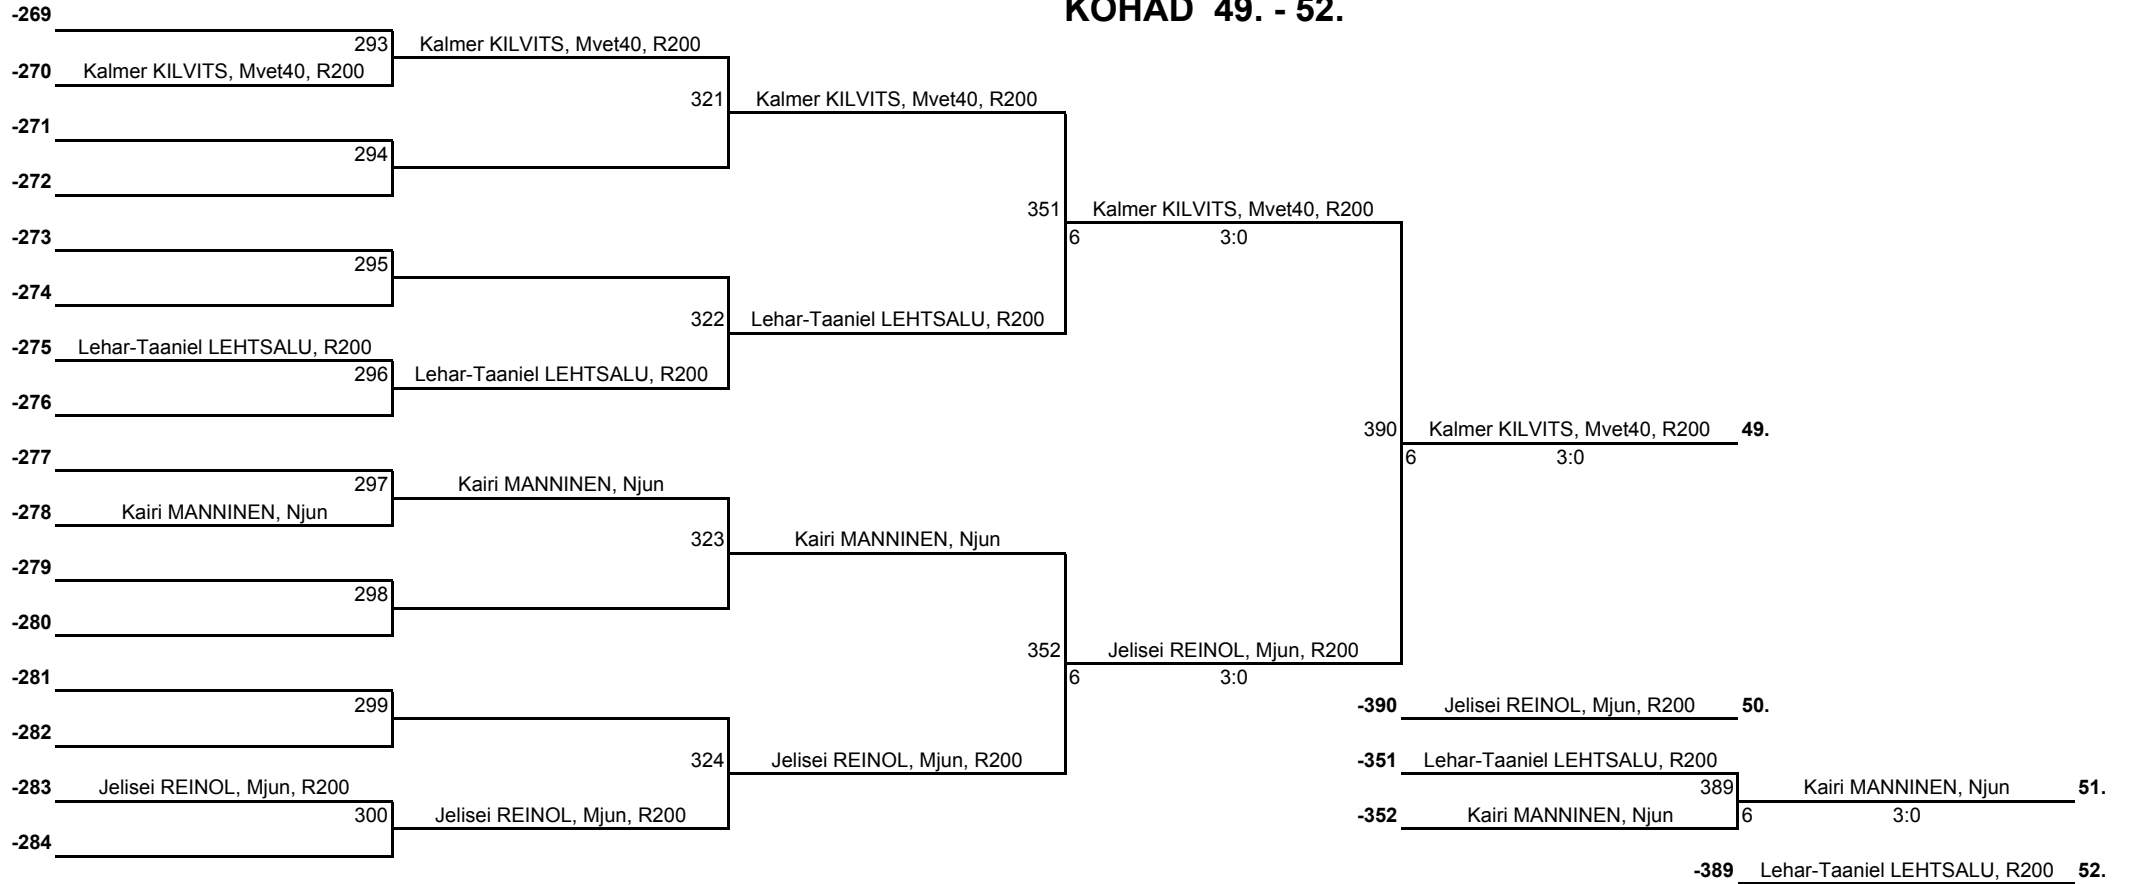 KOHAD 49. - 52.
-269
293 Kalmer KILVITS, Mvet40, R200
-270 Kalmer KILVITS, Mvet40, R200
321 Kalmer KILVITS, Mvet40, R200
-271
294
-272
351 Kalmer KILVITS, Mvet40, R200
-273
6 3:0
295
-274
322 Lehar-Taaniel LEHTSALU, R200
-275 Lehar-Taaniel LEHTSALU, R200
296 Lehar-Taaniel LEHTSALU, R200
-276
390 Kalmer KILVITS, Mvet40, R200 49.
-277
6 3:0
297 Kairi MANNINEN, Njun
-278 Kairi MANNINEN, Njun
323 Kairi MANNINEN, Njun
-279
298
-280
352 Jelisei REINOL, Mjun, R200
-281
6 3:0
299
-390 Jelisei REINOL, Mjun, R200 50.
-282
324 Jelisei REINOL, Mjun, R200
-351 Lehar-Taaniel LEHTSALU, R200
-283 Jelisei REINOL, Mjun, R200
389 Kairi MANNINEN, Njun 51.
300 Jelisei REINOL, Mjun, R200
-352 Kairi MANNINEN, Njun
6 3:0
-284
-389 Lehar-Taaniel LEHTSALU, R200 52.